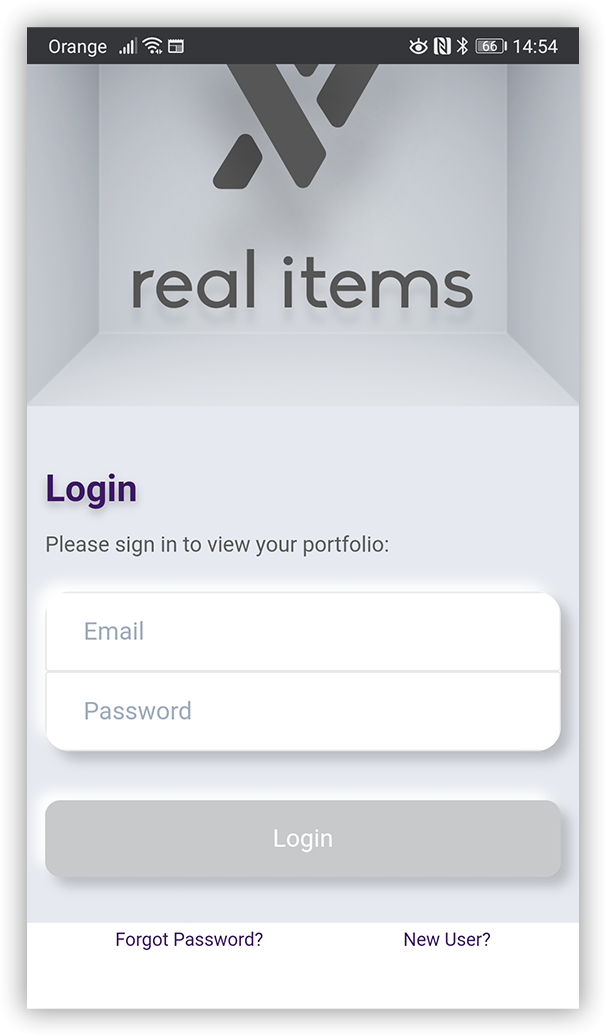 Orange 66 14:54
real items
Login
Please sign in to view your portfolio:
Email
Password
Login
Forgot Password? New User?